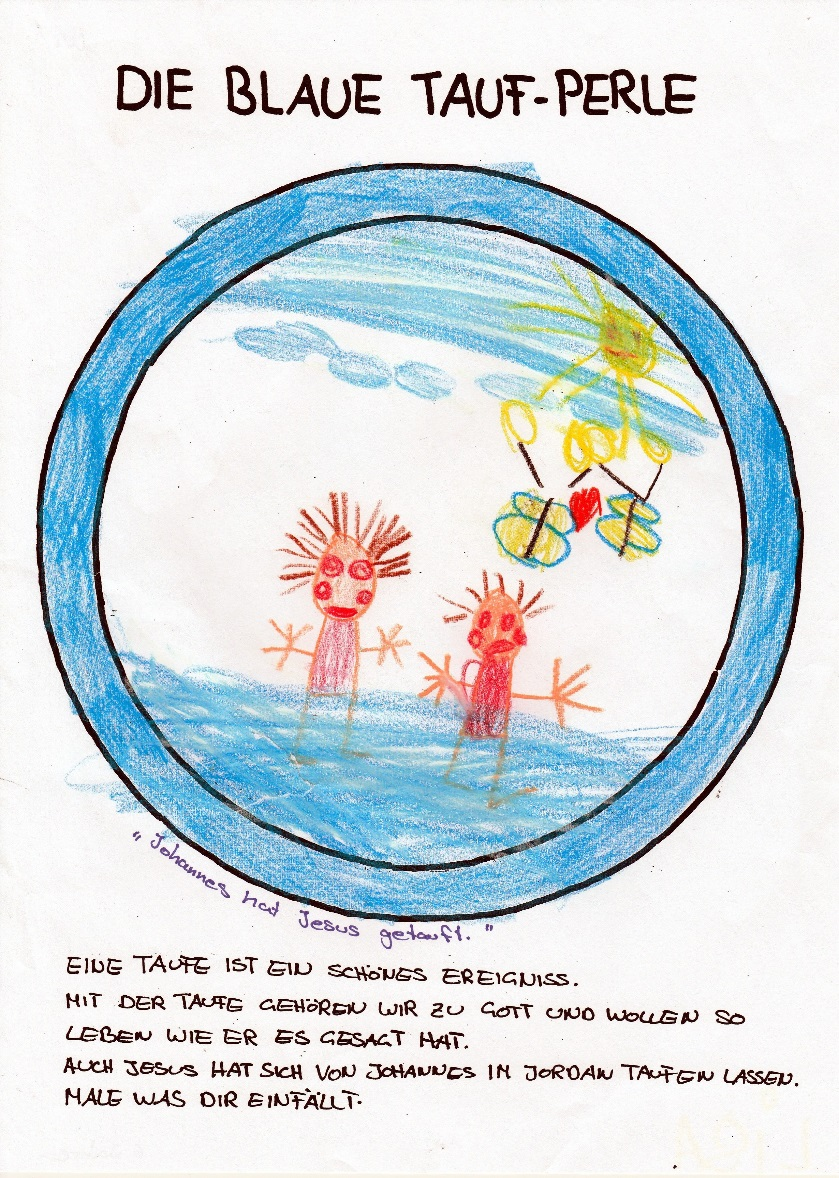 DIE BLAUE TAUF-PERLE
"Johannes hat Jesus getauft."
EINE TAUFE IST EIN SCHÖNES EREIGNISS.
MIT DER TAUFE GEHÖREN WIR ZU GOTT UND WOLLEN SO
LEBEN WIE ER ES GESAGT HAT.
AUCH JESUS HAT SICH VON JOHANNES IM JORDAN TAUFEN LASSEN.
MALE WAS DIR EINFÄLLT.